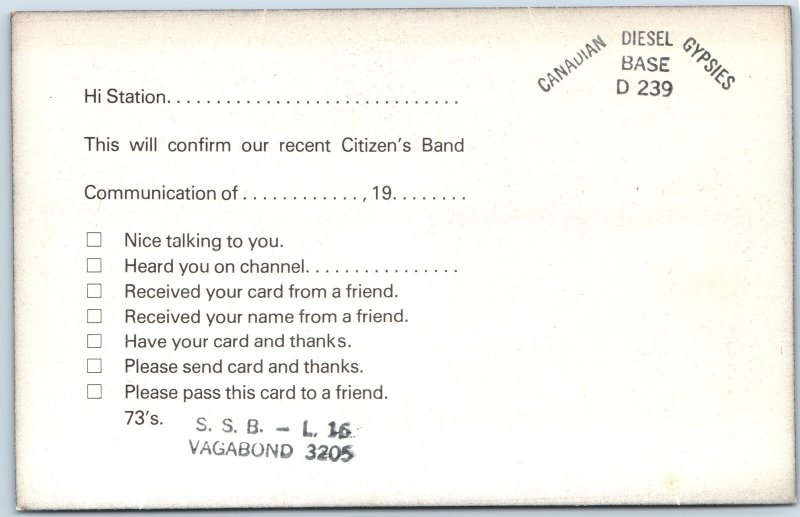 CANADIAN DIESEL GYPSIES
BASE
D 239
Hi Station..............................
This will confirm our recent Citizen's Band
Communication of ............, 19........
☐ Nice talking to you.
☐ Heard you on channel................
☐ Received your card from a friend.
☐ Received your name from a friend.
☐ Have your card and thanks.
☐ Please send card and thanks.
☐ Please pass this card to a friend.
73's.
S. S. B. - L. 16
VAGABOND 3205